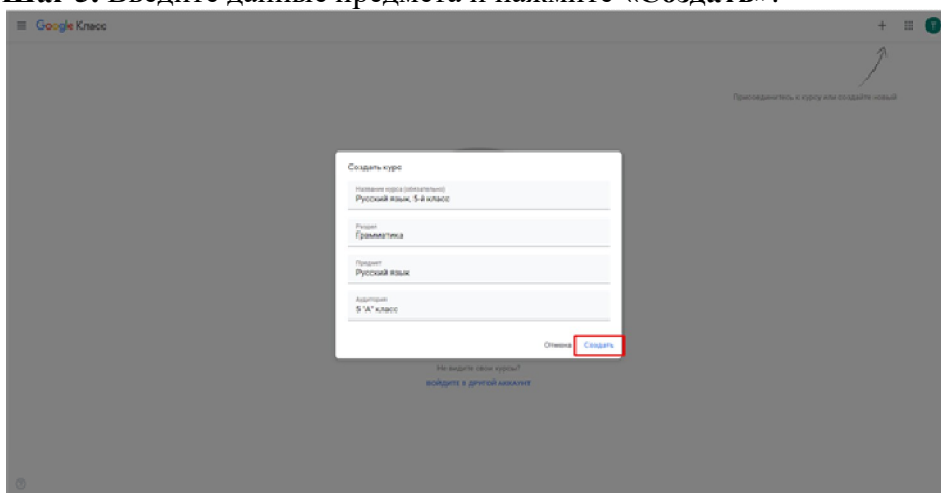 Шаг 3. Введите данные предмета и нажмите «Создать».
Google Класс
Присоединитесь к курсу или создайте новый
Создать курс
Название курса (обязательно)
Русский язык, 5-й класс
Раздел
Грамматика
Предмет
Русский язык
Аудитория
5 "А" класс
Отмена Создать
Не видите свои курсы?
ВОЙДИТЕ В ДРУГОЙ АККАУНТ